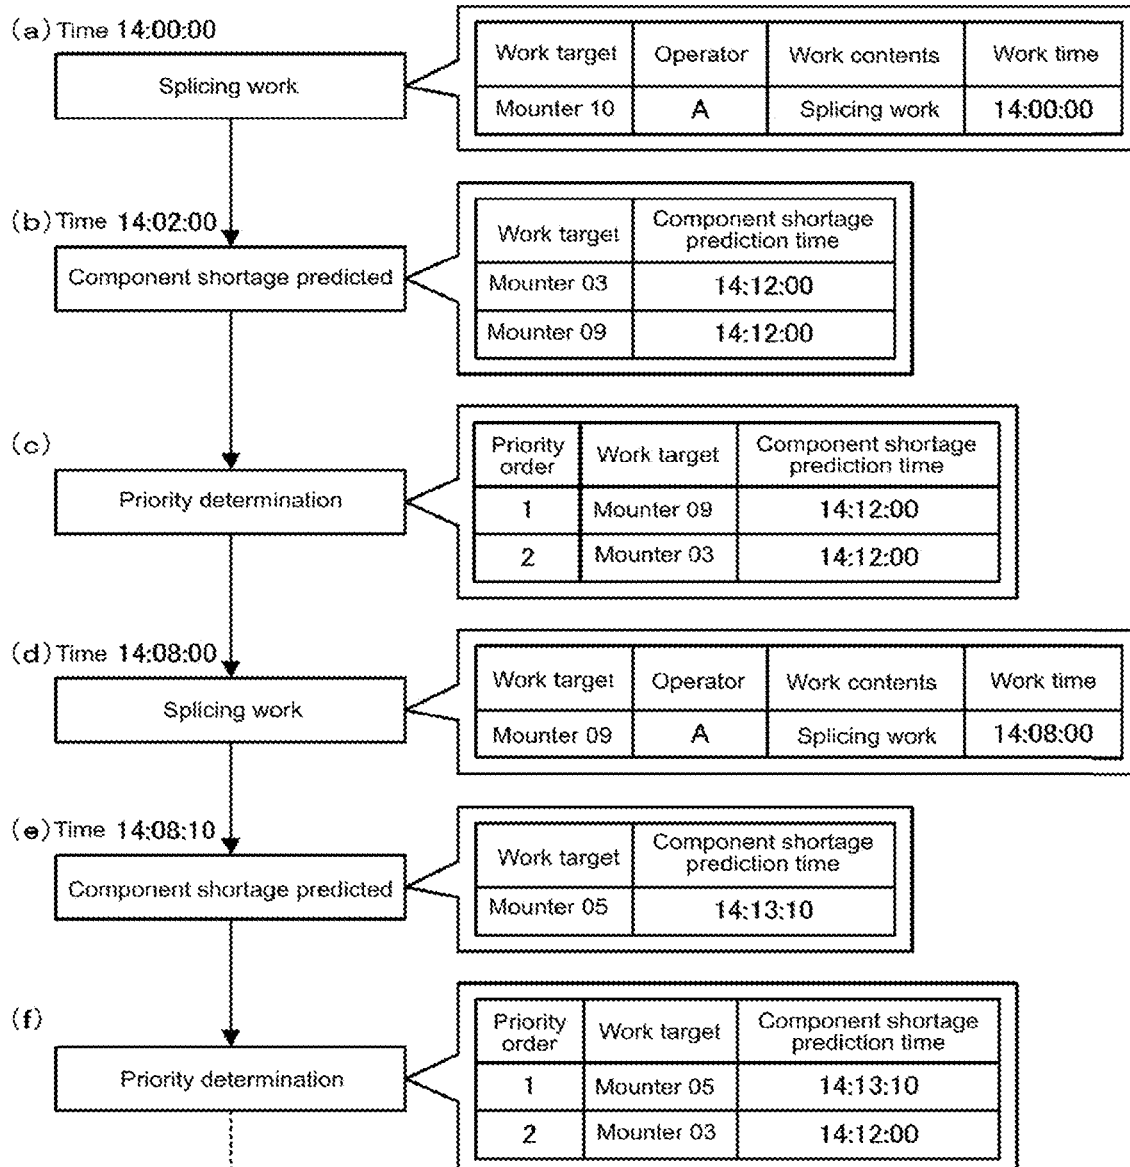 (a) Time 14:00:00
Splicing work
Work target Operator Work contents Work time
Mounter 10 A Splicing work 14:00:00
(b) Time 14:02:00
Component shortage predicted
Work target Component shortage
prediction time
Mounter 03 14:12:00
Mounter 09 14:12:00
(c)
Priority determination
Priority
order Work target Component shortage
prediction time
1 Mounter 09 14:12:00
2 Mounter 03 14:12:00
(d) Time 14:08:00
Splicing work
Work target Operator Work contents Work time
Mounter 09 A Splicing work 14:08:00
(e) Time 14:08:10
Component shortage predicted
Work target Component shortage
prediction time
Mounter 05 14:13:10
(f)
Priority determination
Priority
order Work target Component shortage
prediction time
1 Mounter 05 14:13:10
2 Mounter 03 14:12:00